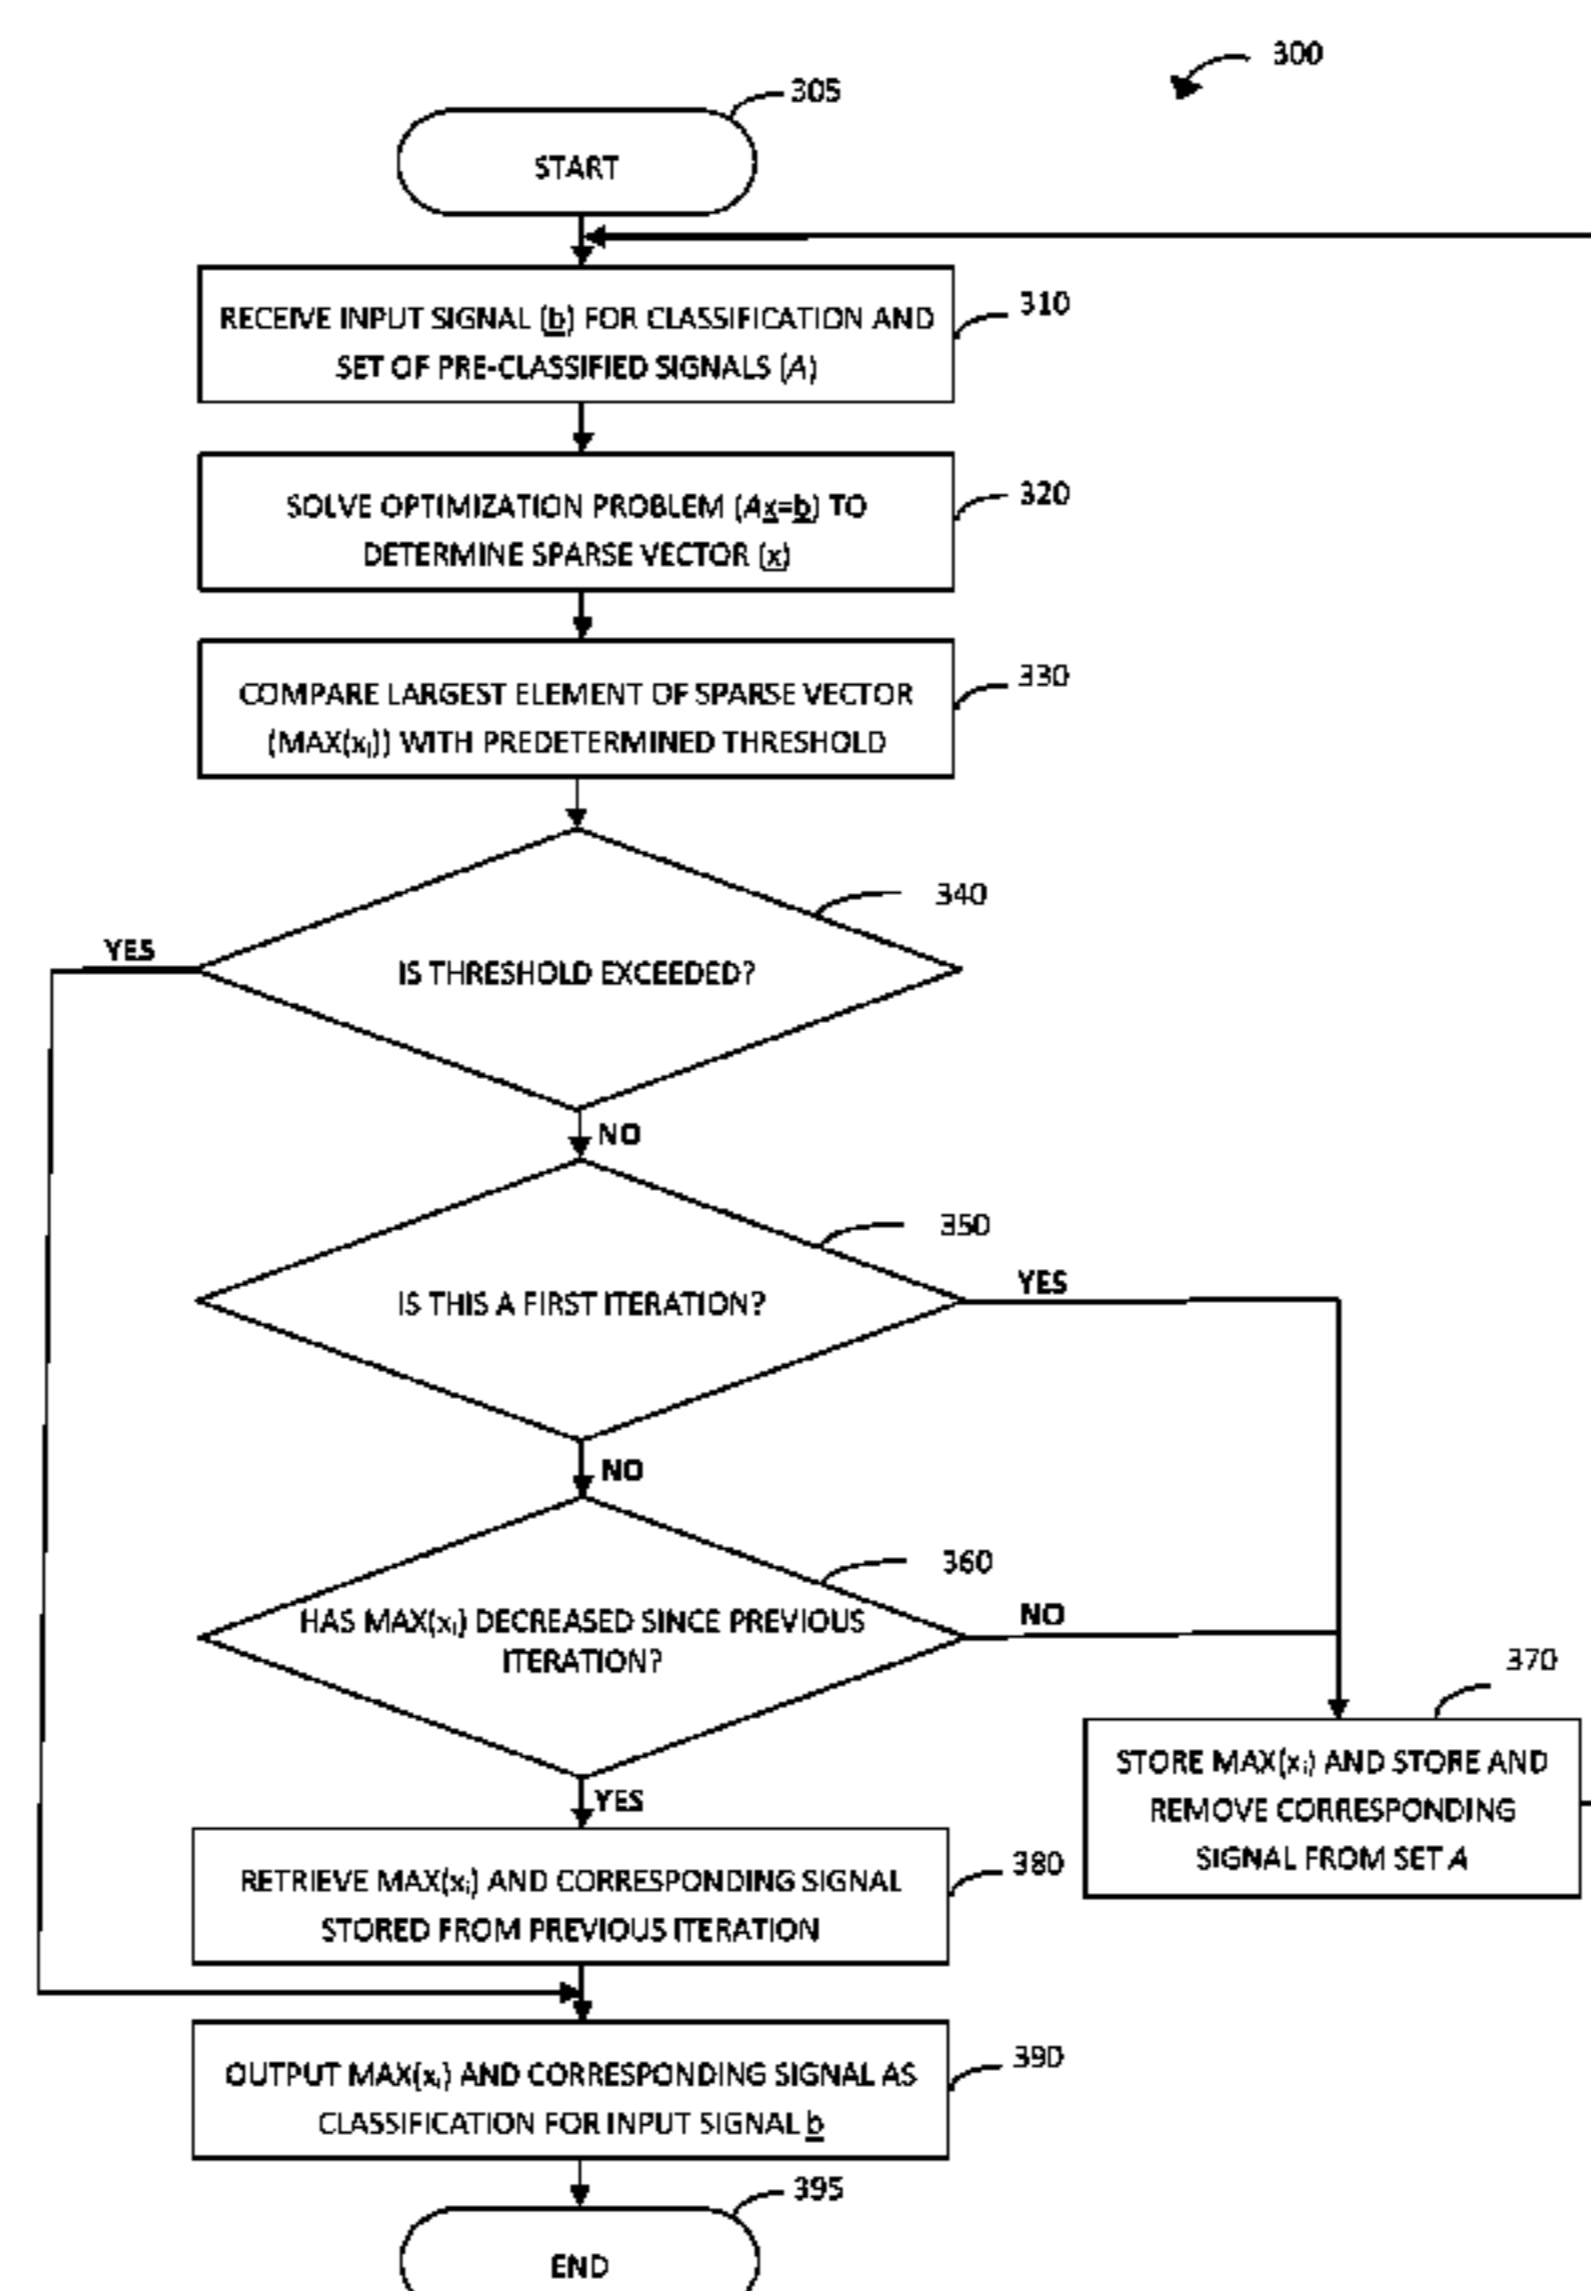 300
305
START
RECEIVE INPUT SIGNAL (b) FOR CLASSIFICATION AND
SET OF PRE-CLASSIFIED SIGNALS (A)
310
SOLVE OPTIMIZATION PROBLEM (Ax=b) TO
DETERMINE SPARSE VECTOR (x)
320
COMPARE LARGEST ELEMENT OF SPARSE VECTOR
(MAX(xᵢ)) WITH PREDETERMINED THRESHOLD
330
340
YES
IS THRESHOLD EXCEEDED?
NO
350
IS THIS A FIRST ITERATION?
YES
NO
360
HAS MAX(xᵢ) DECREASED SINCE PREVIOUS
ITERATION?
NO
370
STORE MAX(xᵢ) AND STORE AND
REMOVE CORRESPONDING
SIGNAL FROM SET A
YES
RETRIEVE MAX(xᵢ) AND CORRESPONDING SIGNAL
STORED FROM PREVIOUS ITERATION
380
OUTPUT MAX(xᵢ) AND CORRESPONDING SIGNAL AS
CLASSIFICATION FOR INPUT SIGNAL b
390
395
END